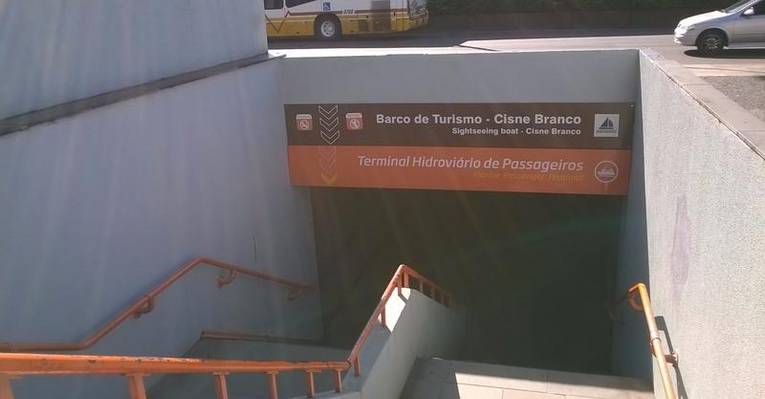 Barco de Turismo - Cisne Branco
Sightseeing boat - Cisne Branco
Terminal Hidroviário de Passageiros